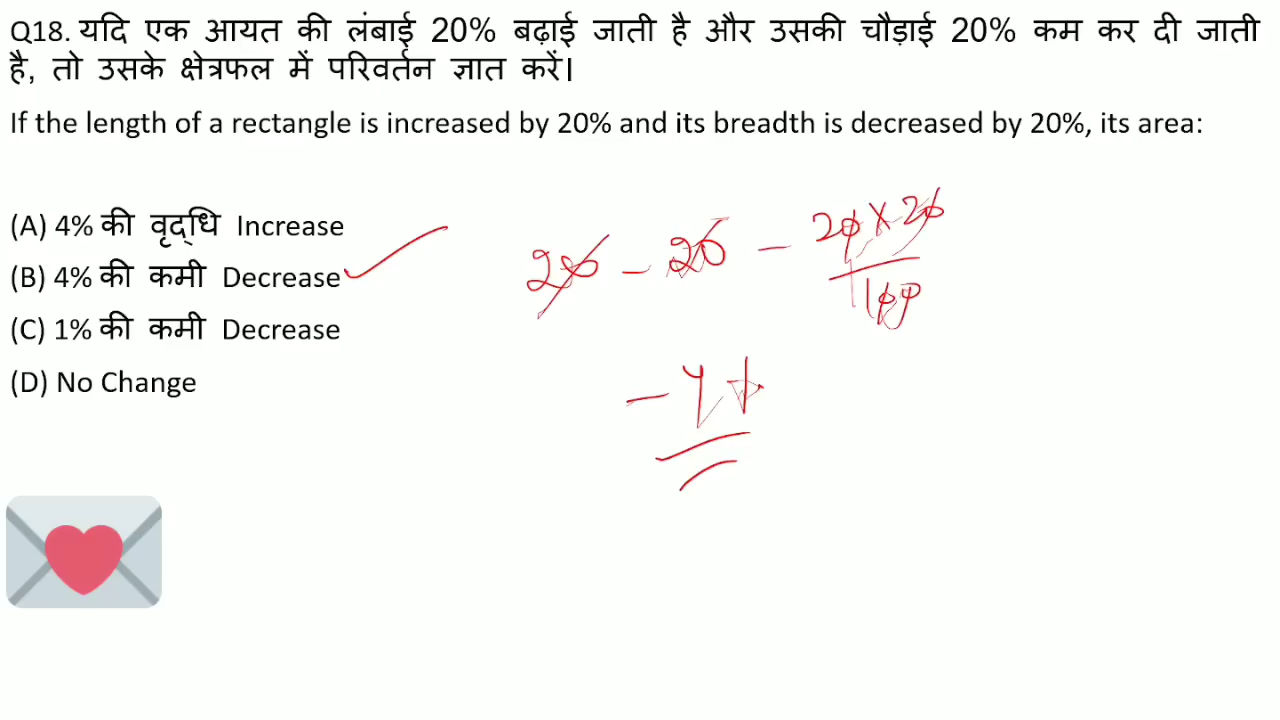 Q18. यदि एक आयत की लंबाई 20% बढ़ाई जाती है और उसकी चौड़ाई 20% कम कर दी जाती
है, तो उसके क्षेत्रफल में परिवर्तन ज्ञात करें।
If the length of a rectangle is increased by 20% and its breadth is decreased by 20%, its area:
(A) 4% की वृद्धि Increase
(B) 4% की कमी Decrease
(C) 1% की कमी Decrease
(D) No Change
20 – 20 – 20 × 20
100
– 4